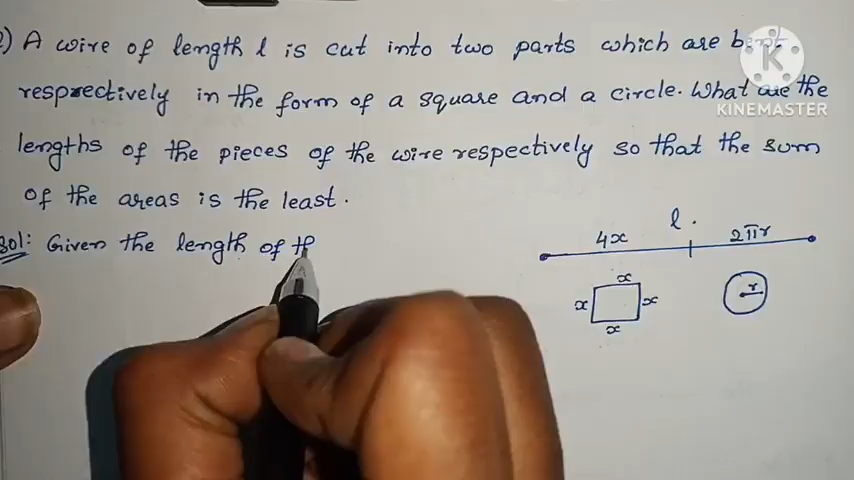 2) A wire of length l is cut into two parts which are bent
respectively in the form of a square and a circle. What are the
lengths of the pieces of the wire respectively so that the sum
of the areas is the least.
Sol: Given the length of th
l.
4x 2πr
x
x x
x
r
K
KINEMASTER